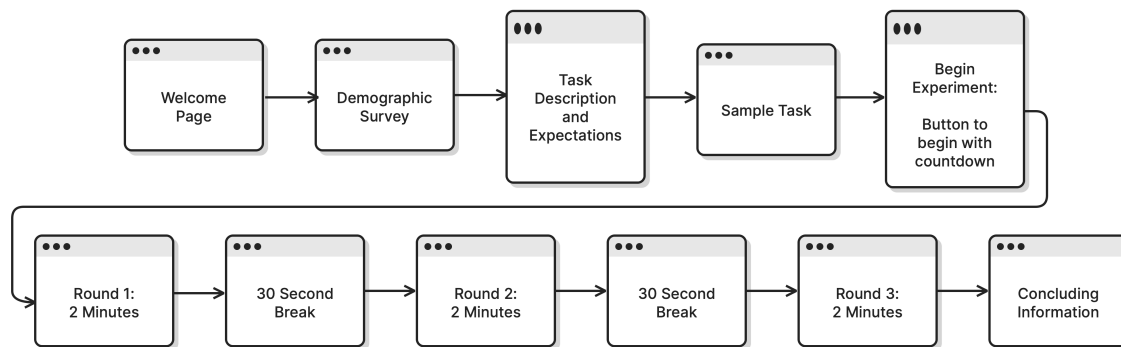 Welcome
Page
Demographic
Survey
Task
Description
and
Expectations
Sample Task
Begin
Experiment:
Button to
begin with
countdown
Round 1:
2 Minutes
30 Second
Break
Round 2:
2 Minutes
30 Second
Break
Round 3:
2 Minutes
Concluding
Information